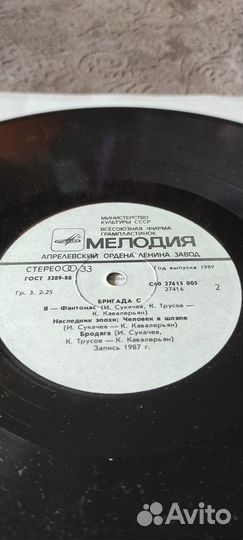 МИНИСТЕРСТВО
КУЛЬТУРЫ СССР
ВСЕСОЮЗНАЯ ФИРМА
ГРАМПЛАСТИНОК
МЕЛОДИЯ
АПРЕЛЕВСКИЙ ОРДЕНА ЛЕНИНА ЗАВОД
СТЕРЕО 33
Год выпуска 1989
ГОСТ 5289-88
С60 27415 005
Гр. 3. 2-25
27416
2
БРИГАДА С
Я — Фантомас (И. Сукачев, К. Трусов —
К. Кавалерьян)
Наследник эпохи; Человек в шляпе
(И. Сукачев — К. Кавалерьян)
Бродяга (И. Сукачев,
К. Трусов — К. Кавалерьян)
Запись 1987 г.
Avito